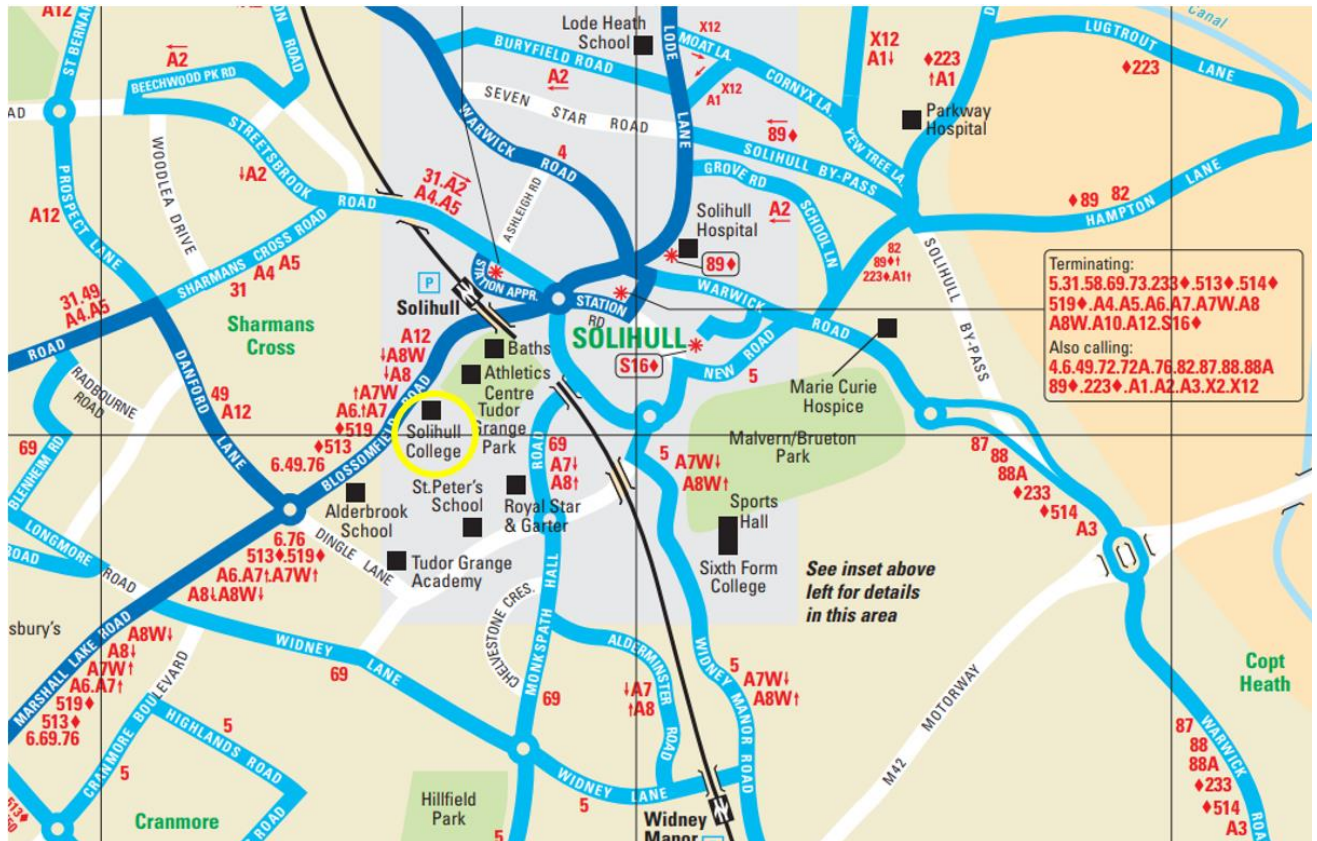 A12
ST BERNAR
ON
ROAD
A2
BEECHWOOD PK RD
AD
STREETSBROOK
ROAD
A2
WOODLEA DRIVE
PROSPECT LANE
A12
SHARMANS CROSS ROAD
A5
A4
31
31.49
A4.A5
ROAD
Sharmans
Cross
RADBOURNE
ROAD
DANFORD
LANE
49
A12
69
BLENHEIM RD
LONGMORE
ROAD
ROAD
Lode Heath
School
LODE
LANE
BURYFIELD ROAD
A2
X12
MOAT LA.
X12
A1
CORNYX LA.
SEVEN STAR ROAD
WARWICK
ROAD
4
31.A2
A4.A5
ASHLEIGH RD
STATION APPR.
P
Solihull
STATION
RD
SOLIHULL
89♦
SOLIHULL BY-PASS
YEW TREE LA.
GROVE RD
SCHOOL LN
A2
Solihull
Hospital
89♦
X12
A1↓
♦223
↑A1
D
Parkway
Hospital
LUGTROUT
LANE
Canal
♦223
♦89 82
HAMPTON
LANE
82
89♦↑
223♦.A1↑
SOLIHULL
BY-PASS
WARWICK
ROAD
Terminating:
5.31.58.69.73.233♦.513♦.514♦
519♦.A4.A5.A6.A7.A7W.A8
A8W.A10.A12.S16♦
Also calling:
4.6.49.72.72A.76.82.87.88.88A
89♦.223♦.A1.A2.A3.X2.X12
S16♦
NEW ROAD
5
Marie Curie
Hospice
Malvern/Brueton
Park
A12
↓A8W
↓A8
↑A7W
A6.↑A7
♦519
♦513
6.49.76
BLOSSOMFIELD ROAD
Baths
Athletics
Centre
Tudor
Grange
Park
Solihull
College
St.Peter's
School
Royal Star
& Garter
Alderbrook
School
Tudor Grange
Academy
DINGLE LANE
6.76
513♦.519♦
A6.A7↑.A7W↑
A8↓.A8W↓
69
A7↓
A8↑
MONKSPATH HALL
ROAD
5
A7W↓
A8W↑
Sports
Hall
Sixth Form
College
See inset above
left for details
in this area
87
88
88A
♦233
♦514
A3
sbury's
MARSHALL LAKE ROAD
A8W↓
A8↓
A7W↑
A6.A7↑
519♦
513♦
6.69.76
WIDNEY
LANE
69
CHELVESTONE CRES.
69
ALDERMINSTER
ROAD
↓A7
↑A8
5
A7W↓
A8W↑
WIDNEY MANOR ROAD
M42 MOTORWAY
Copt
Heath
87
88
88A
♦233
♦514
A3
WARWICK
ROA
CRANMORE BOULEVARD
5
HIGHLANDS ROAD
5
ROAD
513♦
50
Cranmore
Hillfield
Park
5
WIDNEY LANE
5
Widney
Manor